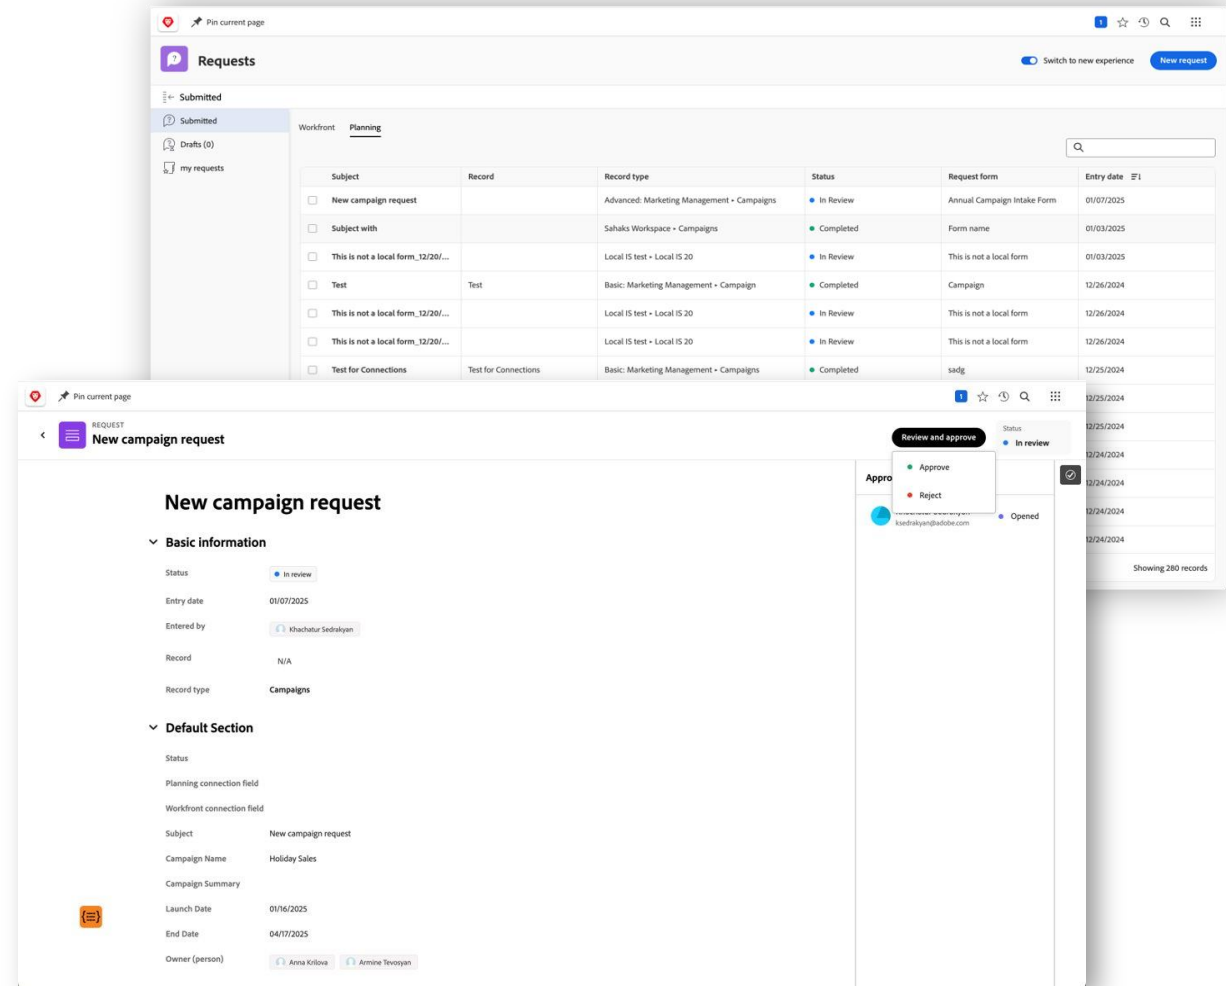 Pin current page
1
Requests
Switch to new experience
New request
Submitted
Submitted
Drafts (0)
my requests
Workfront Planning
Subject Record Record type Status Request form Entry date
New campaign request Advanced: Marketing Management • Campaigns In Review Annual Campaign Intake Form 01/07/2025
Subject with Sahaks Workspace • Campaigns Completed Form name 01/03/2025
This is not a local form_12/20/... Local IS test • Local IS 20 In Review This is not a local form 01/03/2025
Test Test Basic: Marketing Management • Campaign Completed Campaign 12/26/2024
This is not a local form_12/20/... Local IS test • Local IS 20 In Review This is not a local form 12/26/2024
This is not a local form_12/20/... Local IS test • Local IS 20 In Review This is not a local form 12/26/2024
Test for Connections Test for Connections Basic: Marketing Management • Campaigns Completed sadg 12/25/2024
12/25/2024
12/25/2024
12/24/2024
12/24/2024
12/24/2024
12/24/2024
Showing 280 records
Pin current page
1
REQUEST
New campaign request
Review and approve
Status
In review
Approve
Reject
Appro
ksedrakyan@adobe.com
Opened
New campaign request
Basic information
Status In review
Entry date 01/07/2025
Entered by Khachatur Sedrakyan
Record N/A
Record type Campaigns
Default Section
Status
Planning connection field
Workfront connection field
Subject New campaign request
Campaign Name Holiday Sales
Campaign Summary
Launch Date 01/16/2025
End Date 04/17/2025
Owner (person) Anna Krilova Armine Tevosyan